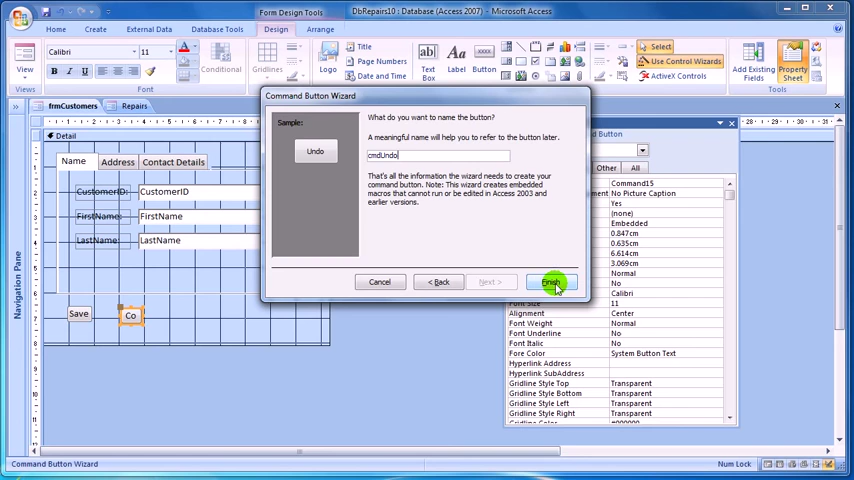 Form Design Tools
DbRepairs10 : Database (Access 2007) - Microsoft Access
Home
Create
External Data
Database Tools
Design
Arrange
View
Calibri
11
B
I
U
Conditional
Gridlines
Logo
Title
Page Numbers
Date and Time
Text
Box
Label
Button
Select
Use Control Wizards
ActiveX Controls
Add Existing
Fields
Property
Sheet
Views
Font
Tools
frmCustomers
Repairs
Detail
Name
Address
Contact Details
CustomerID:
CustomerID
FirstName:
FirstName
LastName:
LastName
Save
Co
Navigation Pane
Command Button Wizard
Sample:
Undo
What do you want to name the button?
A meaningful name will help you to refer to the button later.
cmdUndo
That's all the information the wizard needs to create your
command button. Note: This wizard creates embedded
macros that cannot run or be edited in Access 2003 and
earlier versions.
Cancel
< Back
Next >
Finish
Other
All
Command15
No Picture Caption
Yes
(none)
Embedded
0.847cm
0.635cm
6.614cm
3.069cm
Normal
Normal
Calibri
Font Size
11
Alignment
Center
Font Weight
Normal
Font Underline
No
Font Italic
No
Fore Color
System Button Text
Hyperlink Address
Hyperlink SubAddress
Gridline Style Top
Transparent
Gridline Style Bottom
Transparent
Gridline Style Left
Transparent
Gridline Style Right
Transparent
Gridline Color
#000000
Command Button Wizard
Num Lock